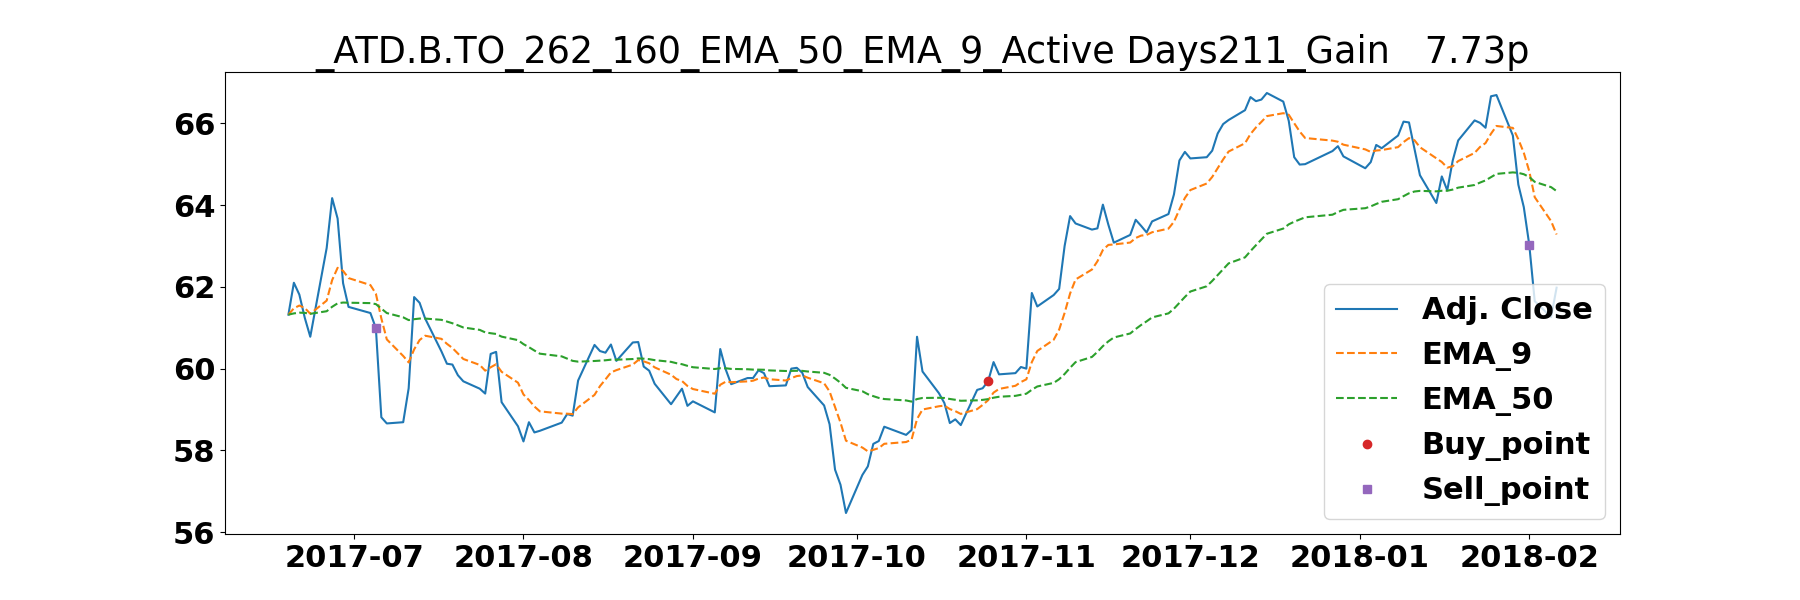 _ATD.B.TO_262_160_EMA_50_EMA_9_Active Days211_Gain   7.73p
66
64
62
60
58
56
2017-07 2017-08 2017-09 2017-10 2017-11 2017-12 2018-01 2018-02
Adj. Close
EMA_9
EMA_50
Buy_point
Sell_point